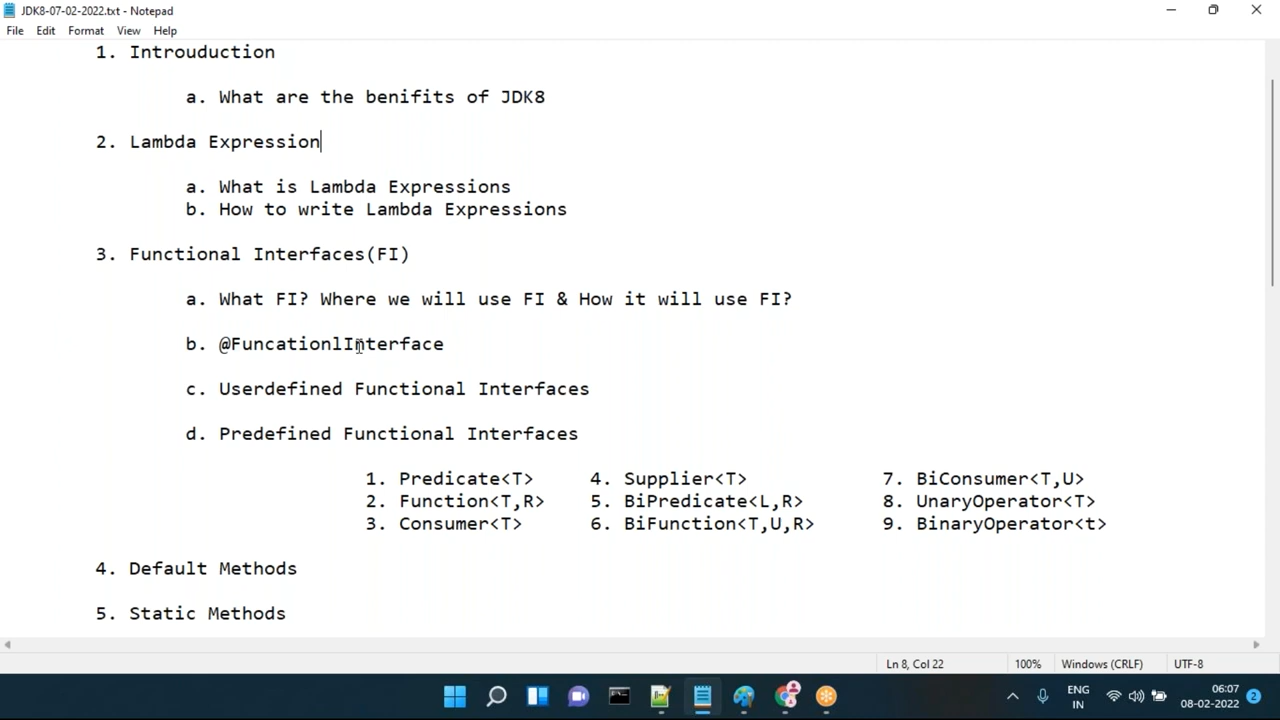 JDK8-07-02-2022.txt - Notepad
File Edit Format View Help
1. Introuduction
a. What are the benifits of JDK8
2. Lambda Expression
a. What is Lambda Expressions
b. How to write Lambda Expressions
3. Functional Interfaces(FI)
a. What FI? Where we will use FI & How it will use FI?
b. @FuncationlInterface
c. Userdefined Functional Interfaces
d. Predefined Functional Interfaces
1. Predicate<T> 4. Supplier<T> 7. BiConsumer<T,U>
2. Function<T,R> 5. BiPredicate<L,R> 8. UnaryOperator<T>
3. Consumer<T> 6. BiFunction<T,U,R> 9. BinaryOperator<t>
4. Default Methods
5. Static Methods
Ln 8, Col 22 100% Windows (CRLF) UTF-8
ENG 06:07
IN 08-02-2022 2